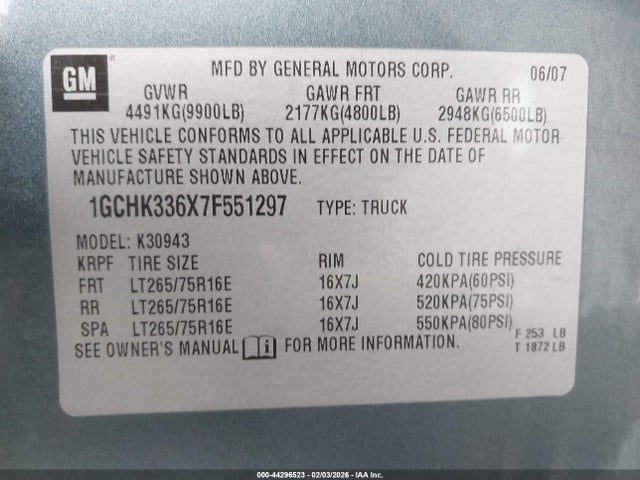 GM
MFD BY GENERAL MOTORS CORP. 06/07
GVWR GAWR FRT GAWR RR
4491KG(9900LB) 2177KG(4800LB) 2948KG(6500LB)
THIS VEHICLE CONFORMS TO ALL APPLICABLE U.S. FEDERAL MOTOR
VEHICLE SAFETY STANDARDS IN EFFECT ON THE DATE OF
MANUFACTURE SHOWN ABOVE.
1GCHK336X7F551297 TYPE: TRUCK
MODEL: K30943
KRPF TIRE SIZE RIM COLD TIRE PRESSURE
FRT LT265/75R16E 16X7J 420KPA(60PSI)
RR LT265/75R16E 16X7J 520KPA(75PSI)
SPA LT265/75R16E 16X7J 550KPA(80PSI) F 253 LB
SEE OWNER'S MANUAL i FOR MORE INFORMATION. T 1872 LB
000-44296523 - 02/03/2026 - IAA Inc.